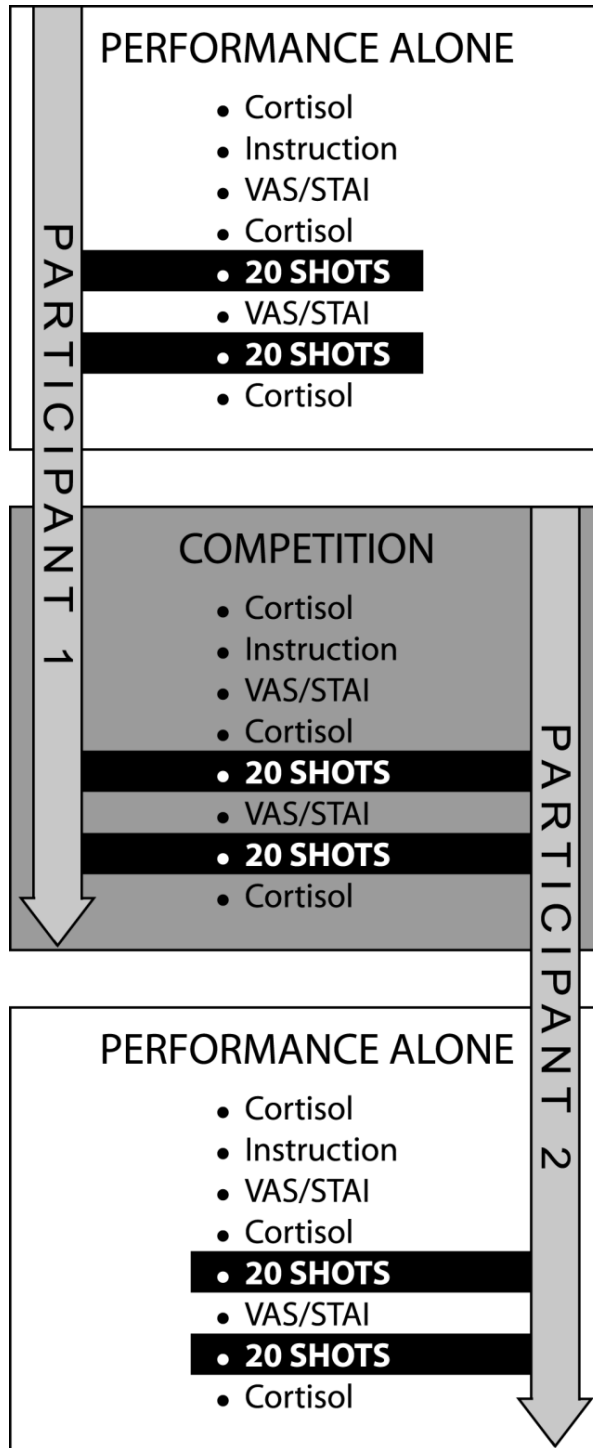 PERFORMANCE ALONE
• Cortisol
• Instruction
• VAS/STAI
• Cortisol
• 20 SHOTS
• VAS/STAI
• 20 SHOTS
• Cortisol
PARTICIPANT 1
COMPETITION
• Cortisol
• Instruction
• VAS/STAI
• Cortisol
• 20 SHOTS
• VAS/STAI
• 20 SHOTS
• Cortisol
PARTICIPANT 2
PERFORMANCE ALONE
• Cortisol
• Instruction
• VAS/STAI
• Cortisol
• 20 SHOTS
• VAS/STAI
• 20 SHOTS
• Cortisol